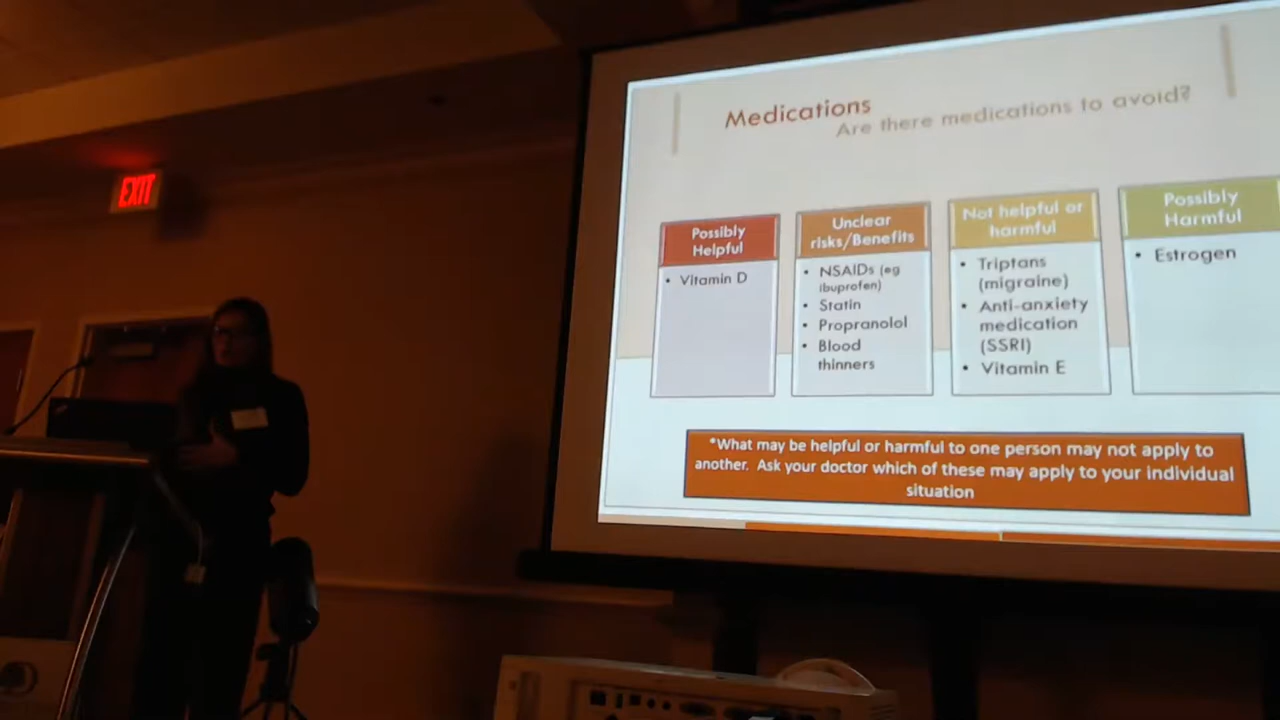 EXIT
Medications
Are there medications to avoid?
Possibly
Helpful
• Vitamin D
Unclear
risks/Benefits
• NSAIDs (eg
ibuprofen)
• Statin
• Propranolol
• Blood
thinners
Not helpful or
harmful
• Triptans
(migraine)
• Anti-anxiety
medication
(SSRI)
• Vitamin E
Possibly
Harmful
• Estrogen
*What may be helpful or harmful to one person may not apply to
another. Ask your doctor which of these may apply to your individual
situation